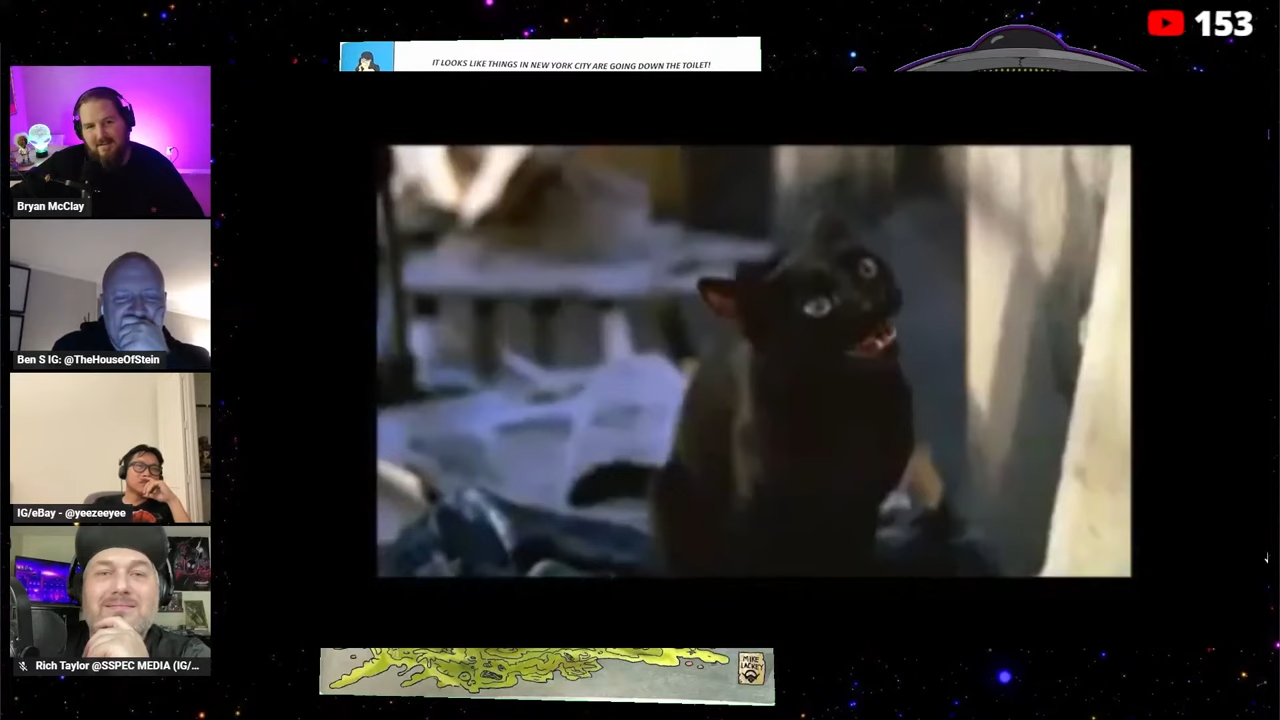 153
IT LOOKS LIKE THINGS IN NEW YORK CITY ARE GOING DOWN THE TOILET!
Bryan McClay
Ben S IG: @TheHouseOfStein
IG/eBay - @yeezeeyee
Rich Taylor @SSPEC MEDIA (IG/...
MIKE
LACKEY